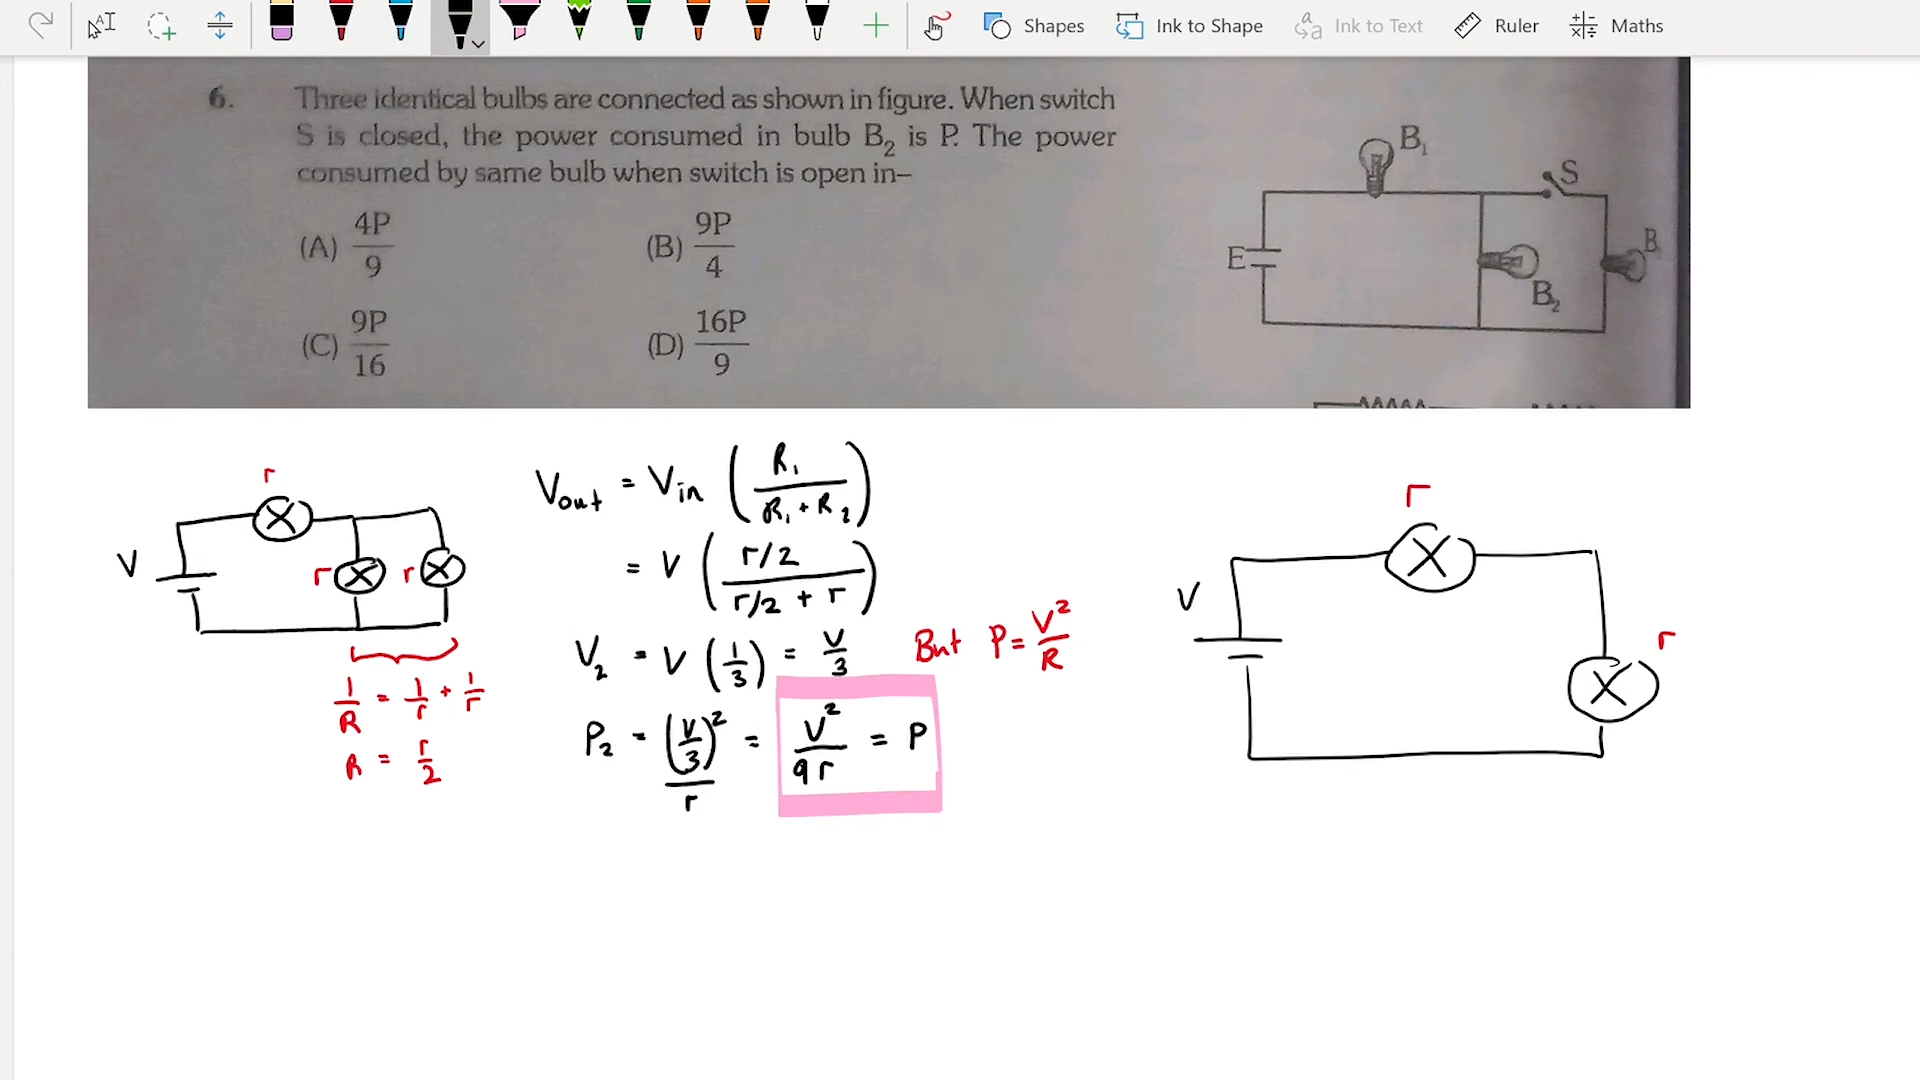 Shapes Ink to Shape Ink to Text Ruler Maths
6. Three identical bulbs are connected as shown in figure. When switch
S is closed, the power consumed in bulb B₂ is P. The power
consumed by same bulb when switch is open in–
(A) 4P/9 (B) 9P/4
(C) 9P/16 (D) 16P/9
B₁
S
E
B
B₂
r
V
r r
1/R = 1/r + 1/r
R = r/2
Vout = Vin (R₁/(R₁ + R₂))
= V ((r/2)/(r/2 + r))
V₂ = V (1/3) = V/3
But P = V²/R
P₂ = (V/3)²/r = V²/9r = P
r
V
r